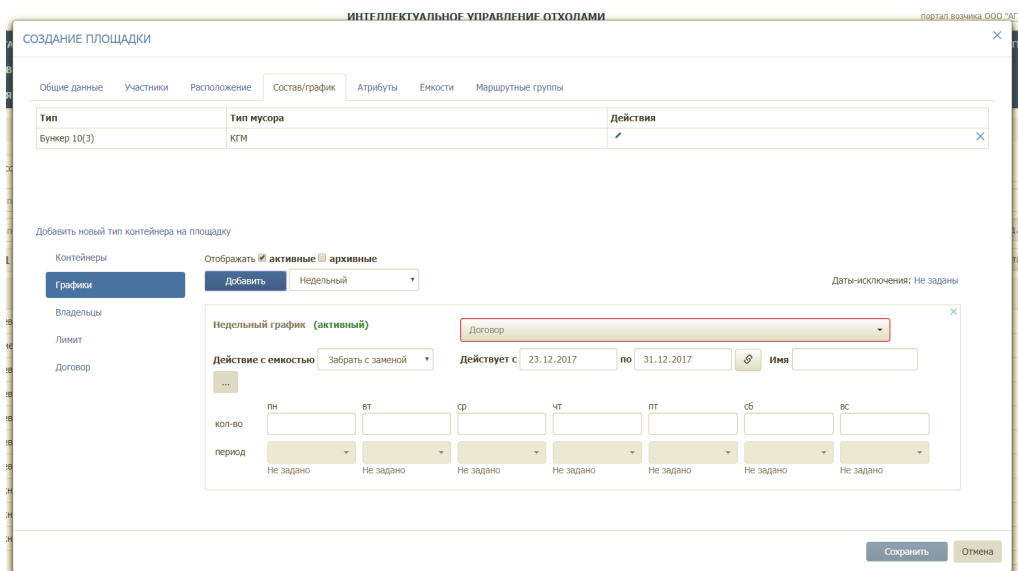 ИНТЕЛЛЕКТУАЛЬНОЕ УПРАВЛЕНИЕ ОТХОДАМИ
портал возчика ООО "АГ
СОЗДАНИЕ ПЛОЩАДКИ
Общие данные Участники Расположение Состав/график Атрибуты Емкости Маршрутные группы
Тип Тип мусора Действия
Бункер 10(3) КГМ
Добавить новый тип контейнера на площадку
Контейнеры
Отображать активные архивные
Графики
Добавить Недельный
Даты-исключения: Не заданы
Владельцы
Недельный график (активный) Договор
Лимит
Действие с емкостью Забрать с заменой Действует с 23.12.2017 по 31.12.2017 Имя
Договор
...
пн вт ср чт пт сб вс
кол-во
период
Не задано Не задано Не задано Не задано Не задано Не задано Не задано
Сохранить Отмена